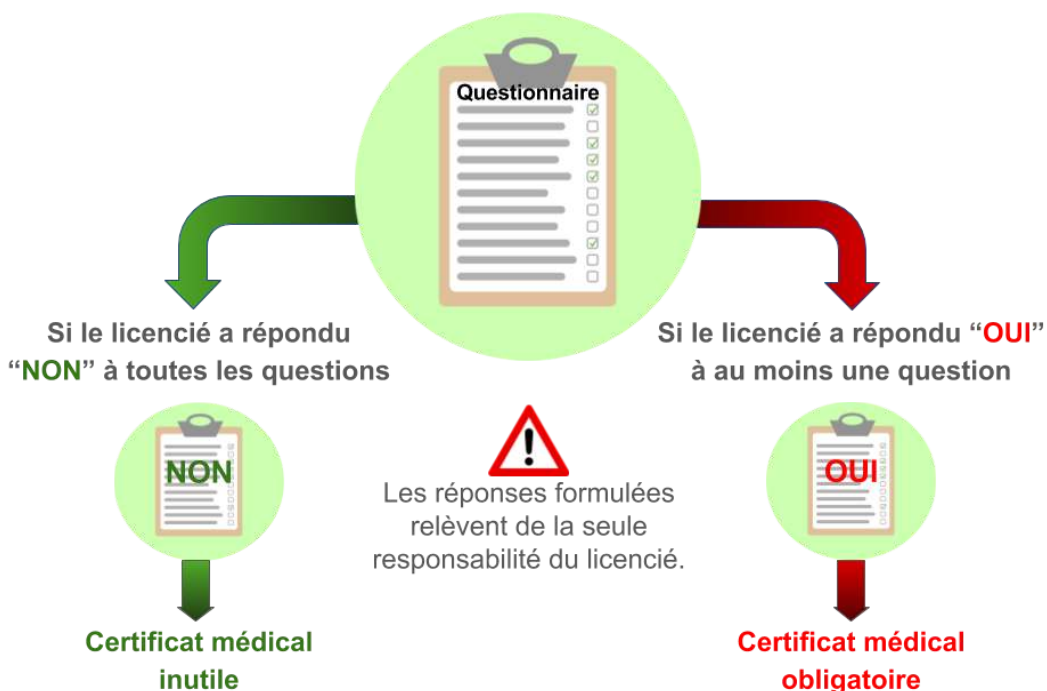 Questionnaire
Si le licencié a répondu
“NON” à toutes les questions
Si le licencié a répondu “OUI”
à au moins une question
NON
OUI
Les réponses formulées
relèvent de la seule
responsabilité du licencié.
Certificat médical
inutile
Certificat médical
obligatoire